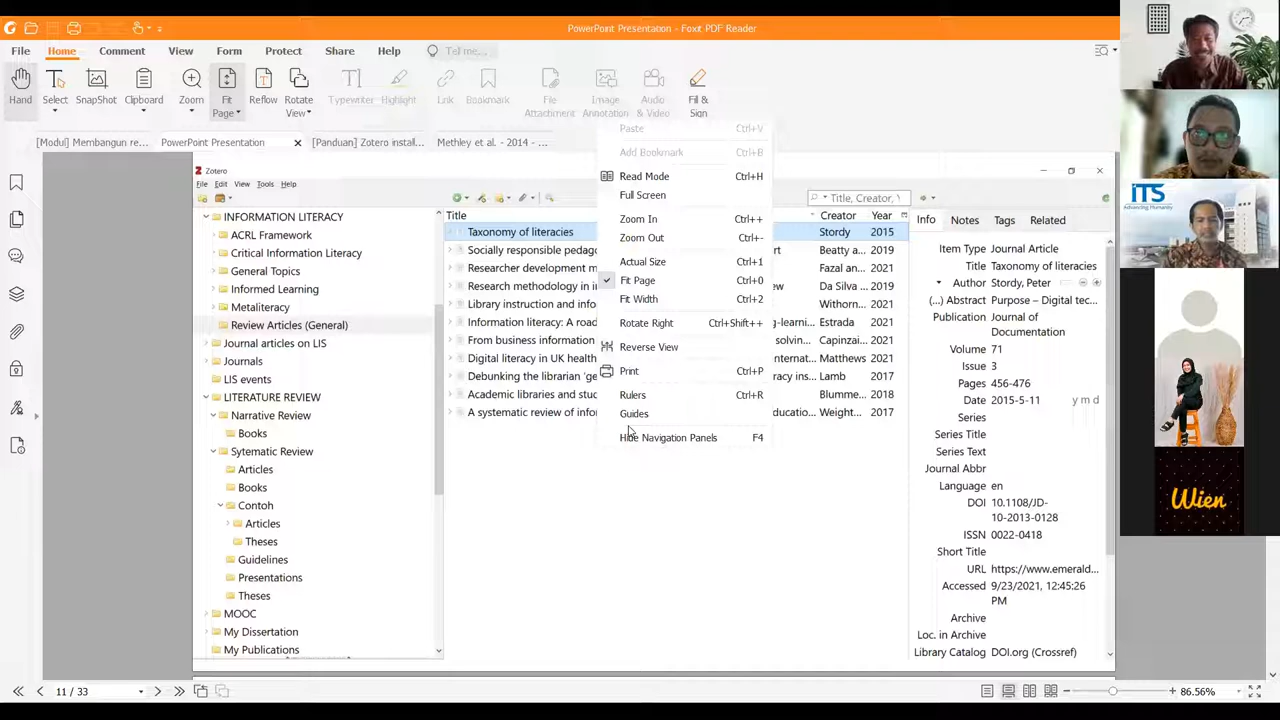 PowerPoint Presentation - Foxit PDF Reader
File Home Comment View Form Protect Share Help Tell me...
Hand Select SnapShot Clipboard Zoom Fit Page Reflow Rotate View Typewriter Highlight Link Bookmark File Attachment Image Annotation Audio & Video Fill & Sign
[Modul] Membangun re... PowerPoint Presentation [Panduan] Zotero install... Methley et al. - 2014 - ...
Zotero
File Edit View Tools Help
Title, Creator,
INFORMATION LITERACY
ACRL Framework
Critical Information Literacy
General Topics
Informed Learning
Metaliteracy
Review Articles (General)
Journal articles on LIS
Journals
LIS events
LITERATURE REVIEW
Narrative Review
Books
Sytematic Review
Articles
Books
Contoh
Articles
Theses
Guidelines
Presentations
Theses
MOOC
My Dissertation
My Publications
Title Creator Year
Taxonomy of literacies Stordy 2015
Socially responsible pedago art Beatty a... 2019
Researcher development m Fazal an... 2021
Research methodology in i ew Da Silva 2019
Library instruction and info Withorn... 2021
Information literacy: A road g-learni... Estrada 2021
From business information solvin... Capinzai... 2021
Digital literacy in UK health internat... Matthews 2021
Debunking the librarian 'ge cy ins... Lamb 2017
Academic libraries and stud Blumme... 2018
A systematic review of infor educatio... Weight... 2017
Paste Ctrl+V
Add Bookmark Ctrl+B
Read Mode Ctrl+H
Full Screen
Zoom In Ctrl++
Zoom Out Ctrl+-
Actual Size Ctrl+1
Fit Page Ctrl+0
Fit Width Ctrl+2
Rotate Right Ctrl+Shift++
Reverse View
Print Ctrl+P
Rulers Ctrl+R
Guides
Hide Navigation Panels F4
Info Notes Tags Related
Item Type Journal Article
Title Taxonomy of literacies
Author Stordy, Peter
(...) Abstract Purpose – Digital tec...
Publication Journal of
Documentation
Volume 71
Issue 3
Pages 456-476
Date 2015-5-11 y m d
Series
Series Title
Series Text
Journal Abbr
Language en
DOI 10.1108/JD-
10-2013-0128
ISSN 0022-0418
Short Title
URL https://www.emerald...
Accessed 9/23/2021, 12:45:26
PM
Archive
Loc. in Archive
Library Catalog DOI.org (Crossref)
11 / 33
86.56%
ITS
Advancing Humanity
Wien